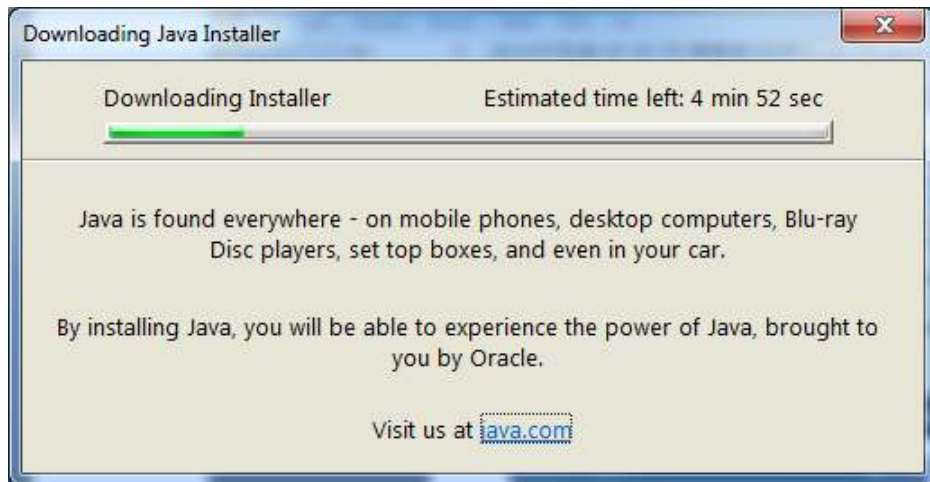 Downloading Java Installer
Downloading Installer
Estimated time left: 4 min 52 sec
Java is found everywhere - on mobile phones, desktop computers, Blu-ray
Disc players, set top boxes, and even in your car.
By installing Java, you will be able to experience the power of Java, brought to
you by Oracle.
Visit us at java.com